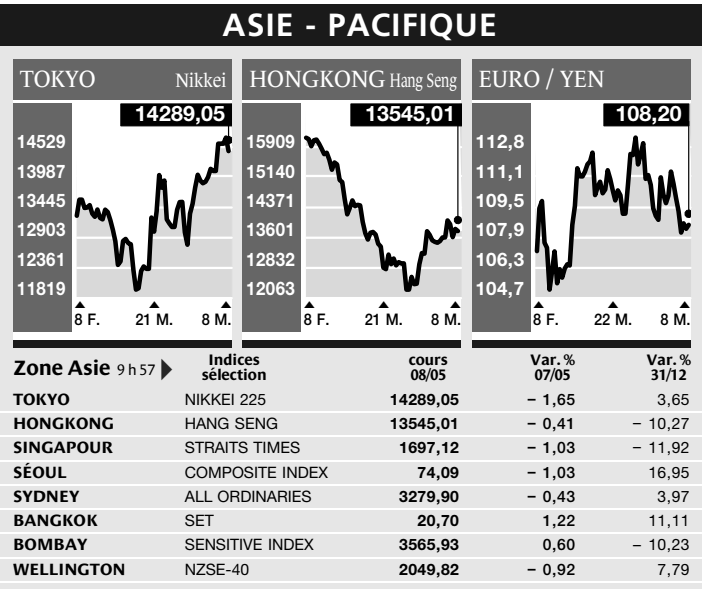 ASIE - PACIFIQUE
TOKYO Nikkei
14289,05
14529
13987
13445
12903
12361
11819
8 F. 21 M. 8 M.
HONGKONG Hang Seng
13545,01
15909
15140
14371
13601
12832
12063
8 F. 21 M. 8 M.
EURO / YEN
108,20
112,8
111,1
109,5
107,9
106,3
104,7
8 F. 22 M. 8 M.
Zone Asie 9 h 57 Indices sélection cours 08/05 Var. % 07/05 Var. % 31/12
TOKYO NIKKEI 225 14289,05 – 1,65 3,65
HONGKONG HANG SENG 13545,01 – 0,41 – 10,27
SINGAPOUR STRAITS TIMES 1697,12 – 1,03 – 11,92
SÉOUL COMPOSITE INDEX 74,09 – 1,03 16,95
SYDNEY ALL ORDINARIES 3279,90 – 0,43 3,97
BANGKOK SET 20,70 1,22 11,11
BOMBAY SENSITIVE INDEX 3565,93 0,60 – 10,23
WELLINGTON NZSE-40 2049,82 – 0,92 7,79